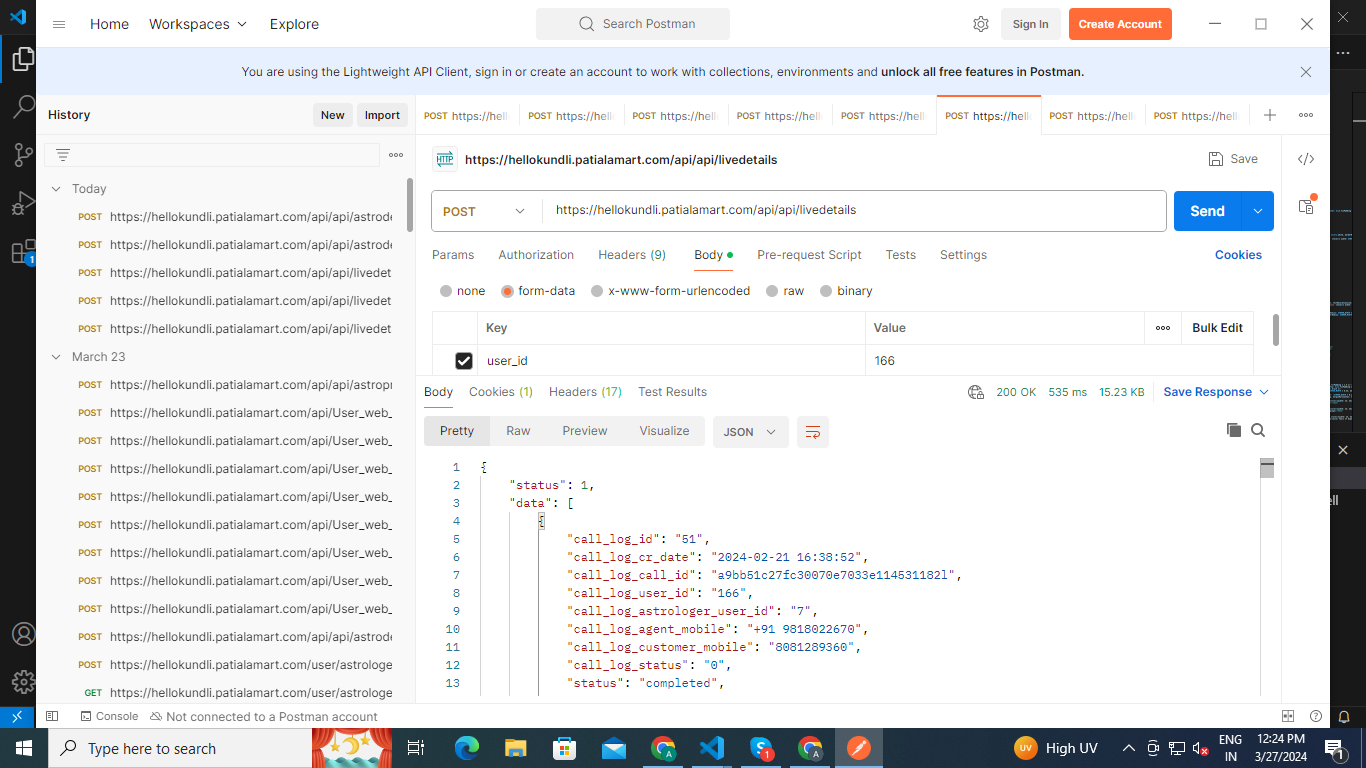 Home Workspaces Explore Search Postman Sign In Create Account
You are using the Lightweight API Client, sign in or create an account to work with collections, environments and unlock all free features in Postman.
History New Import
POST https://hell POST https://hell POST https://hell POST https://hell POST https://hell POST https://hell POST https://hell POST https://hell
HTTP https://hellokundli.patialamart.com/api/api/livedetails Save
Today
POST https://hellokundli.patialamart.com/api/api/astrode
POST https://hellokundli.patialamart.com/api/api/astrode
POST https://hellokundli.patialamart.com/api/api/livedet
POST https://hellokundli.patialamart.com/api/api/livedet
POST https://hellokundli.patialamart.com/api/api/livedet
March 23
POST https://hellokundli.patialamart.com/api/api/astropr
POST https://hellokundli.patialamart.com/api/User_web_
POST https://hellokundli.patialamart.com/api/User_web_
POST https://hellokundli.patialamart.com/api/User_web_
POST https://hellokundli.patialamart.com/api/User_web_
POST https://hellokundli.patialamart.com/api/User_web_
POST https://hellokundli.patialamart.com/api/User_web_
POST https://hellokundli.patialamart.com/api/User_web_
POST https://hellokundli.patialamart.com/api/User_web_
POST https://hellokundli.patialamart.com/api/api/astrode
POST https://hellokundli.patialamart.com/user/astrologe
GET https://hellokundli.patialamart.com/user/astrologe
POST https://hellokundli.patialamart.com/api/api/livedetails Send
Params Authorization Headers (9) Body Pre-request Script Tests Settings Cookies
none form-data x-www-form-urlencoded raw binary
Key Value Bulk Edit
user_id 166
Body Cookies (1) Headers (17) Test Results 200 OK 535 ms 15.23 KB Save Response
Pretty Raw Preview Visualize JSON
1 {
2 "status": 1,
3 "data": [
4 {
5 "call_log_id": "51",
6 "call_log_cr_date": "2024-02-21 16:38:52",
7 "call_log_call_id": "a9bb51c27fc30070e7033e114531182l",
8 "call_log_user_id": "166",
9 "call_log_astrologer_user_id": "7",
10 "call_log_agent_mobile": "+91 9818022670",
11 "call_log_customer_mobile": "8081289360",
12 "call_log_status": "0",
13 "status": "completed",
ell
1
Console Not connected to a Postman account
Type here to search
1
UV High UV
ENG
IN
12:24 PM
3/27/2024
1